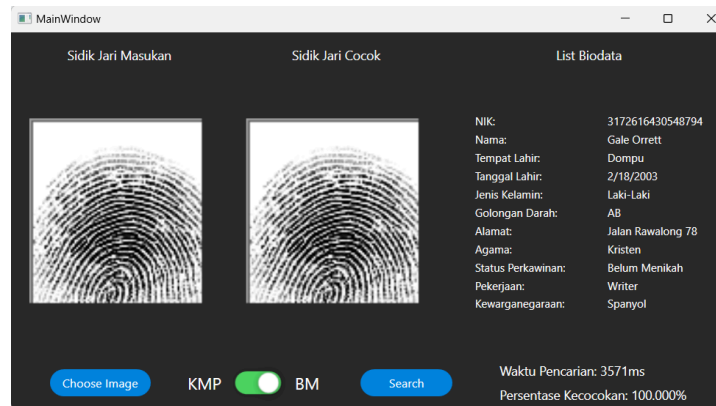 MainWindow
Sidik Jari Masukan
Sidik Jari Cocok
List Biodata
NIK: 3172616430548794
Nama: Gale Orrett
Tempat Lahir: Dompu
Tanggal Lahir: 2/18/2003
Jenis Kelamin: Laki-Laki
Golongan Darah: AB
Alamat: Jalan Rawalong 78
Agama: Kristen
Status Perkawinan: Belum Menikah
Pekerjaan: Writer
Kewarganegaraan: Spanyol
Choose Image
KMP
BM
Search
Waktu Pencarian: 3571ms
Persentase Kecocokan: 100.000%